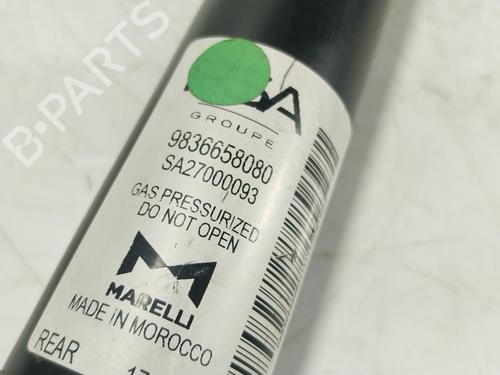 GROUPE
9836658080
SA27000093
GAS PRESSURIZED
DO NOT OPEN
MARELLI
MADE IN MOROCCO
REAR
B-PARTS